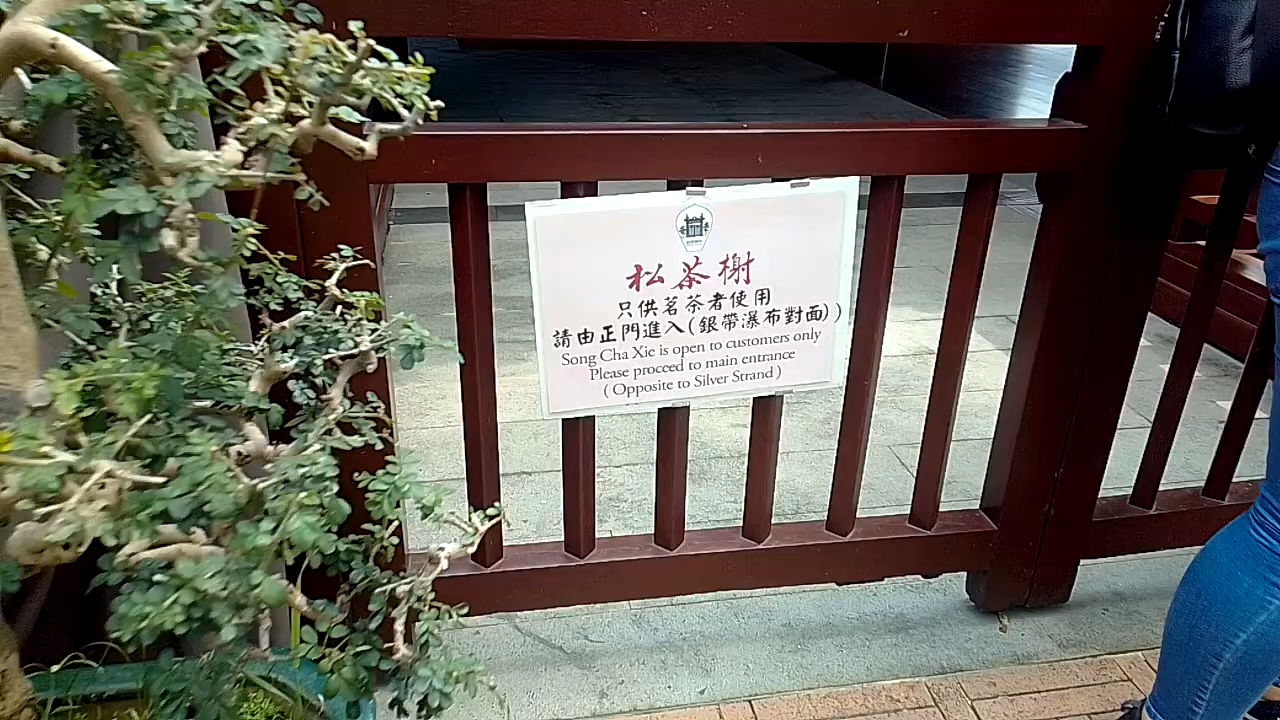 松茶榭
只供茗茶者使用
請由正門進入(銀帶瀑布對面))
Song Cha Xie is open to customers only
Please proceed to main entrance
( Opposite to Silver Strand )